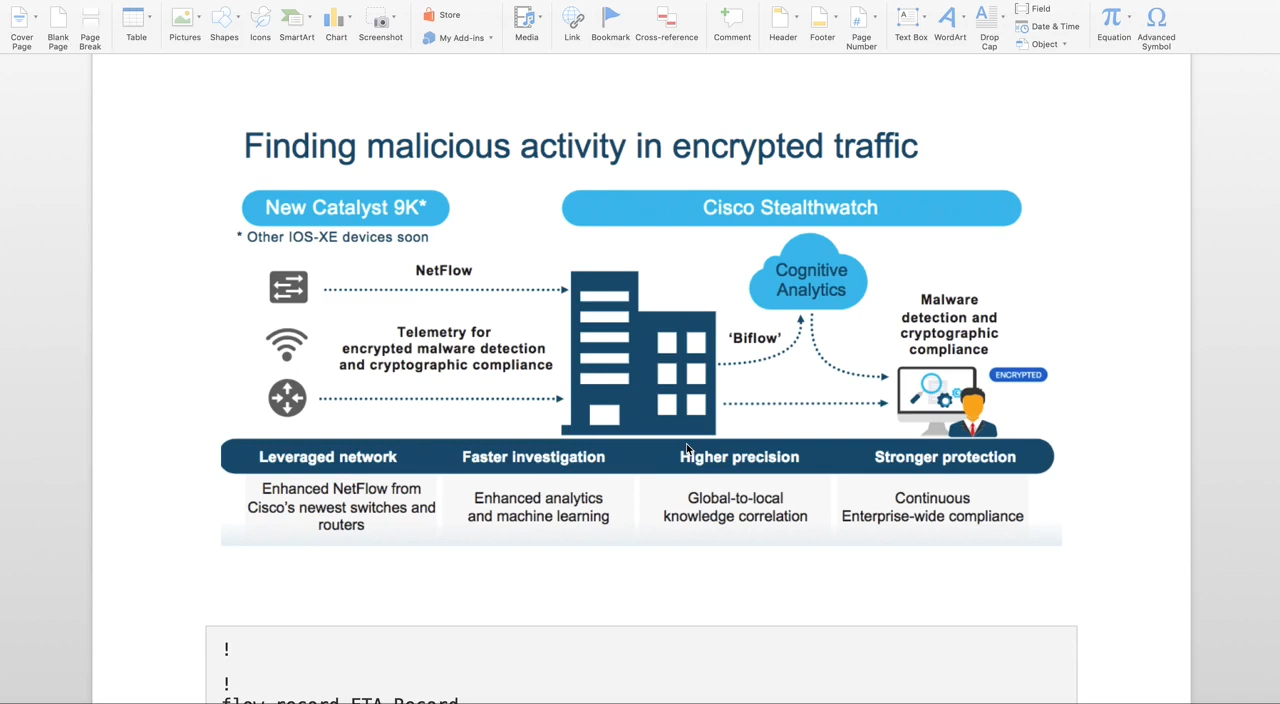 Cover
Page
Blank
Page
Page
Break
Table
Pictures
Shapes
Icons
SmartArt
Chart
Screenshot
Store
My Add-ins
Media
Link
Bookmark
Cross-reference
Comment
Header
Footer
Page
Number
Text Box
WordArt
Drop
Cap
Field
Date & Time
Object
Equation
Advanced
Symbol
Finding malicious activity in encrypted traffic
New Catalyst 9K*
Cisco Stealthwatch
* Other IOS-XE devices soon
NetFlow
Cognitive
Analytics
Telemetry for
encrypted malware detection
and cryptographic compliance
‘Biflow’
Malware
detection and
cryptographic
compliance
ENCRYPTED
Leveraged network
Faster investigation
Higher precision
Stronger protection
Enhanced NetFlow from
Cisco's newest switches and
routers
Enhanced analytics
and machine learning
Global-to-local
knowledge correlation
Continuous
Enterprise-wide compliance
!
!
flow record ETA Record